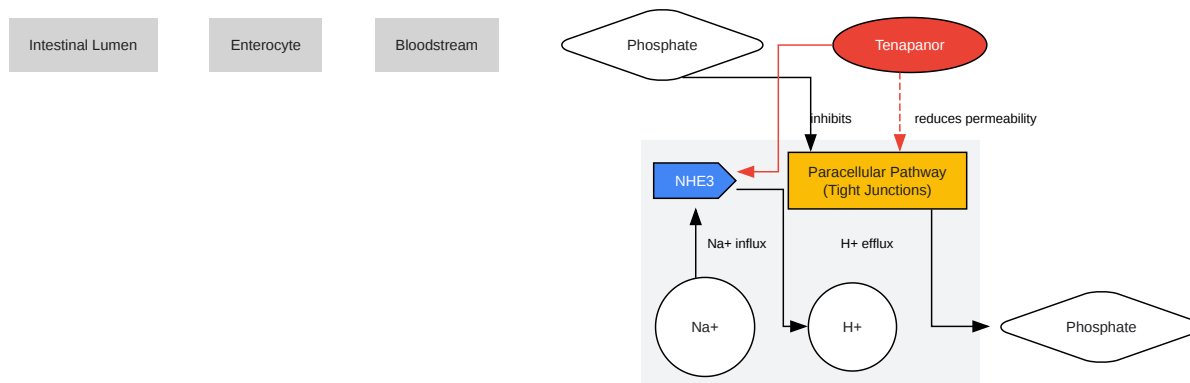 Intestinal Lumen
Enterocyte
Bloodstream
Phosphate
Tenapanor
inhibits
reduces permeability
NHE3
Paracellular Pathway
(Tight Junctions)
Na+ influx
H+ efflux
Na+
H+
Phosphate